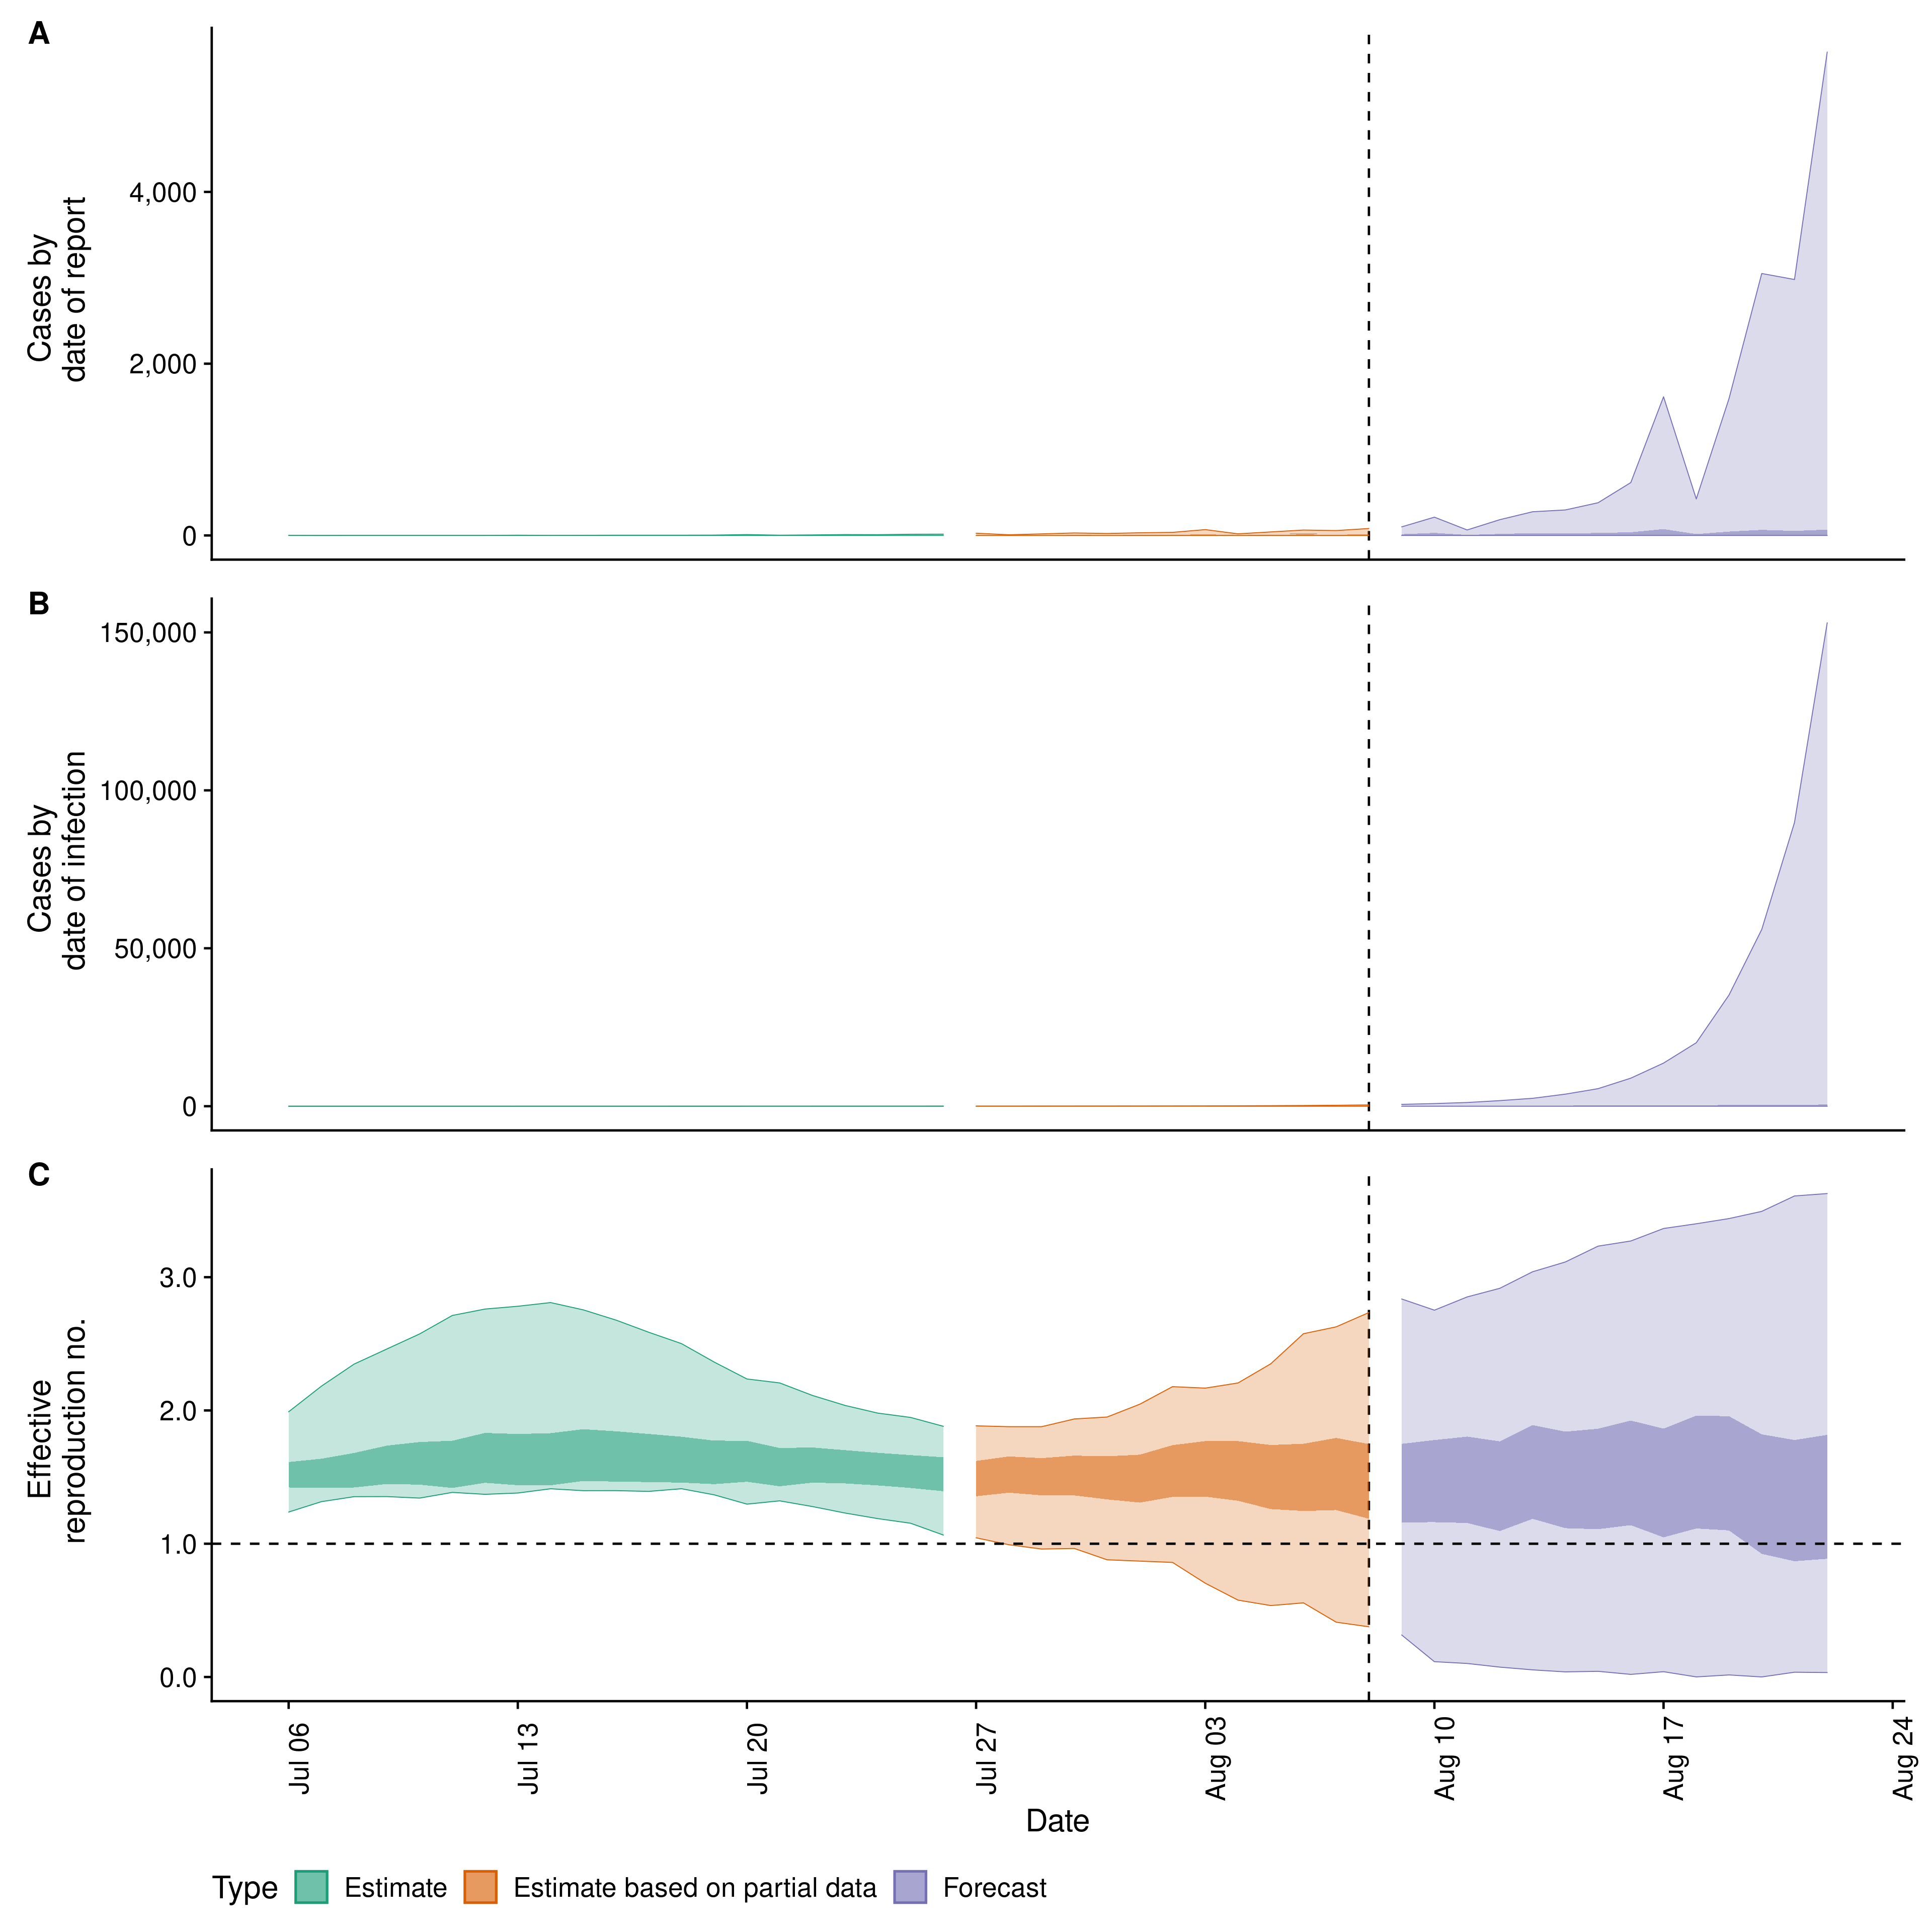 A
Cases by
date of report
4,000
2,000
0
B
Cases by
date of infection
150,000
100,000
50,000
0
C
Effective
reproduction no.
3.0
2.0
1.0
0.0
Jul 06
Jul 13
Jul 20
Jul 27
Aug 03
Aug 10
Aug 17
Aug 24
Date
Type Estimate Estimate based on partial data Forecast